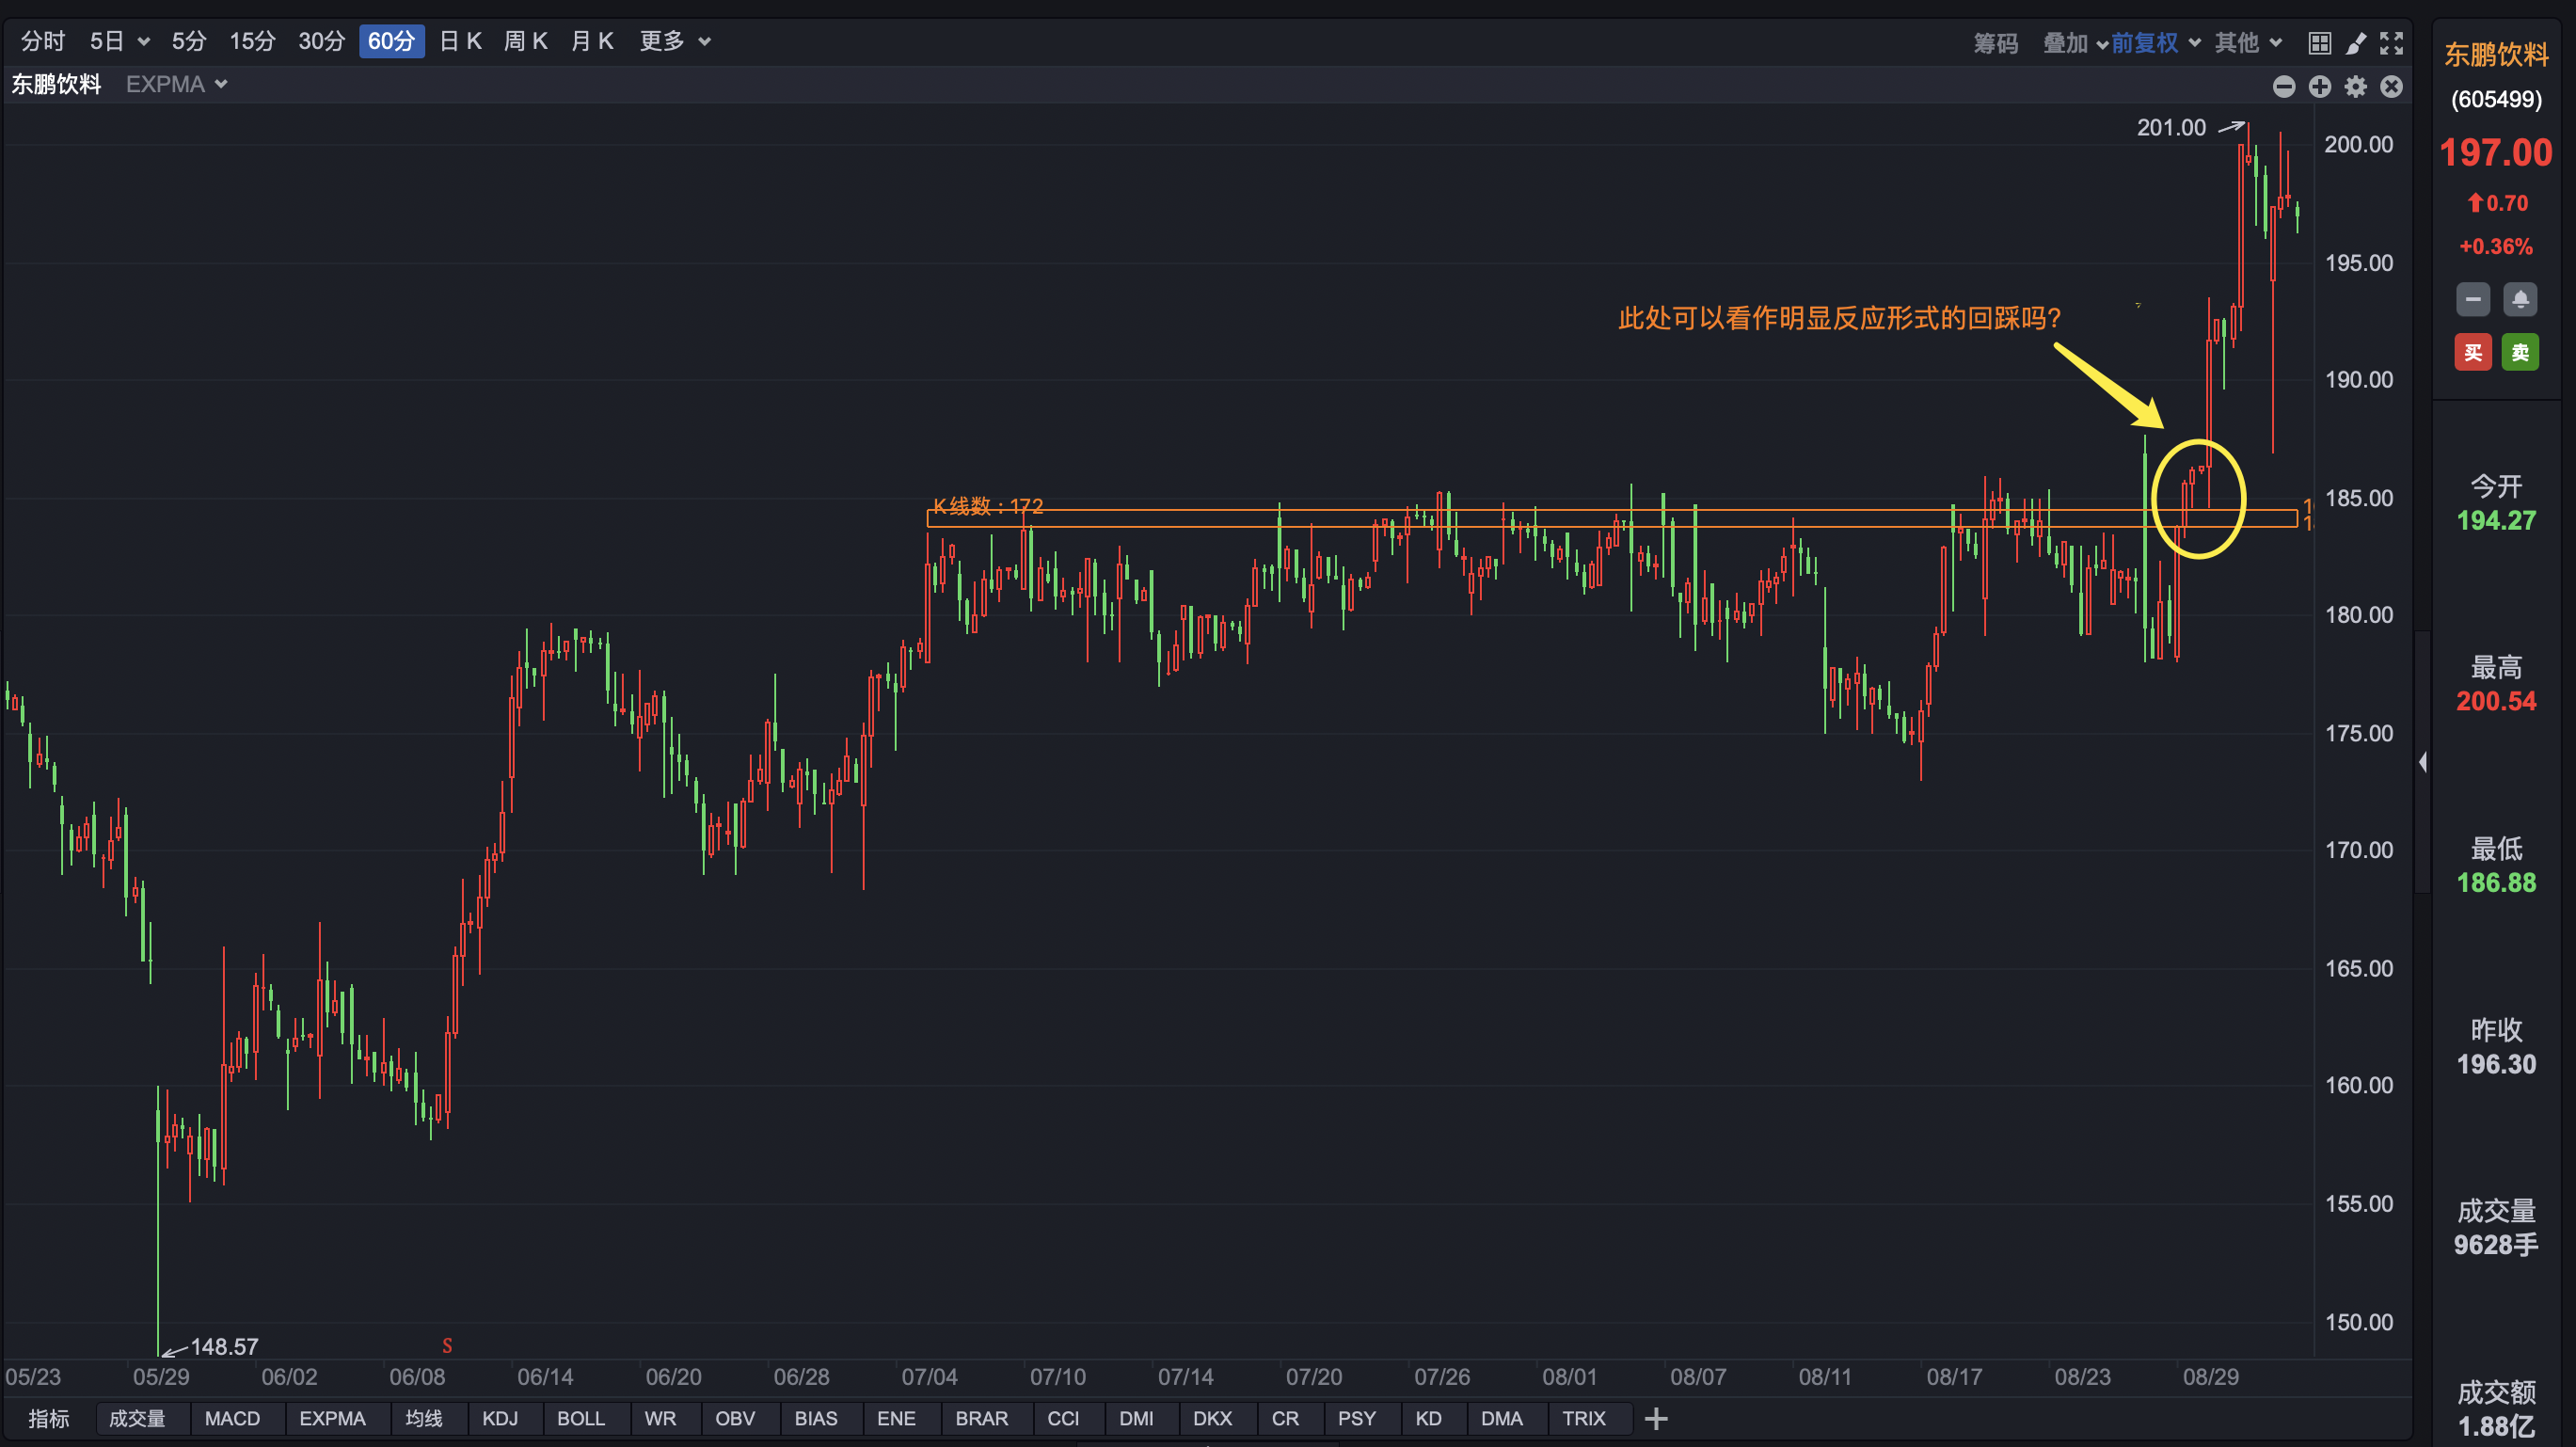 分时 5日 5分 15分 30分 60分 日K 周K 月K 更多 筹码 叠加 前复权 其他
东鹏饮料 EXPMA
东鹏饮料
(605499)
197.00
0.70
+0.36%
买 卖
今开
194.27
最高
200.54
最低
186.88
昨收
196.30
成交量
9628手
成交额
1.88亿
201.00
200.00
195.00
此处可以看作明显反应形式的回踩吗?
190.00
K线数:172
185.00
180.00
175.00
170.00
165.00
160.00
155.00
150.00
148.57
S
05/23 05/29 06/02 06/08 06/14 06/20 06/28 07/04 07/10 07/14 07/20 07/26 08/01 08/07 08/11 08/17 08/23 08/29
指标 成交量 MACD EXPMA 均线 KDJ BOLL WR OBV BIAS ENE BRAR CCI DMI DKX CR PSY KD DMA TRIX